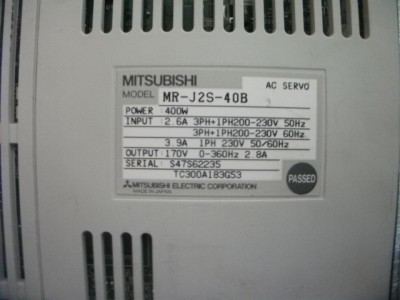 MITSUBISHI AC SERVO
MODEL MR-J2S-40B
POWER: 400W
INPUT: 2.6A 3PH+1PH200-230V 50Hz
3PH+1PH200-230V 60Hz
3.9A 1PH 230V 50/60Hz
OUTPUT: 170V 0-360Hz 2.8A
SERIAL: S47S62235
TC300A183G53
MITSUBISHI ELECTRIC CORPORATION
MADE IN JAPAN
PASSED